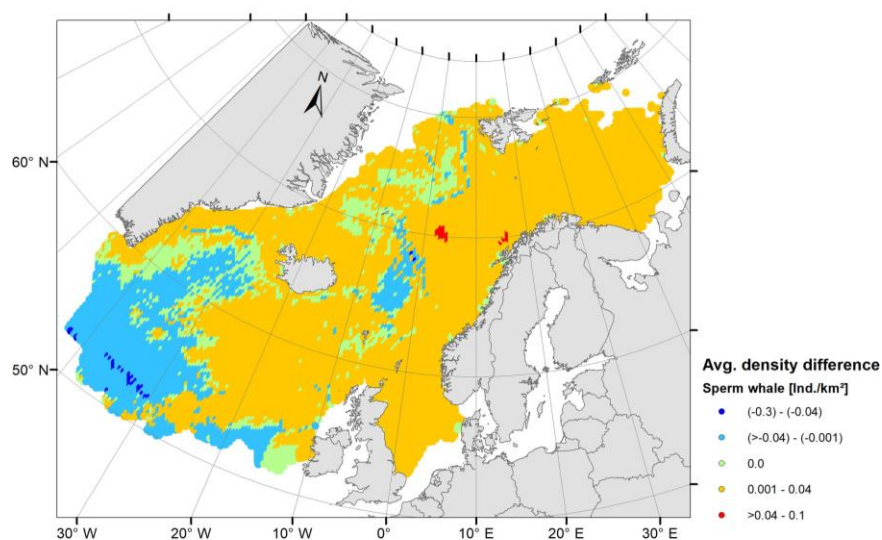 N
60° N
50° N
Avg. density difference
Sperm whale [Ind./km²]
(-0.3) - (-0.04)
(>-0.04) - (-0.001)
0.0
0.001 - 0.04
>0.04 - 0.1
30° W
20° W
10° W
0°
10° E
20° E
30° E